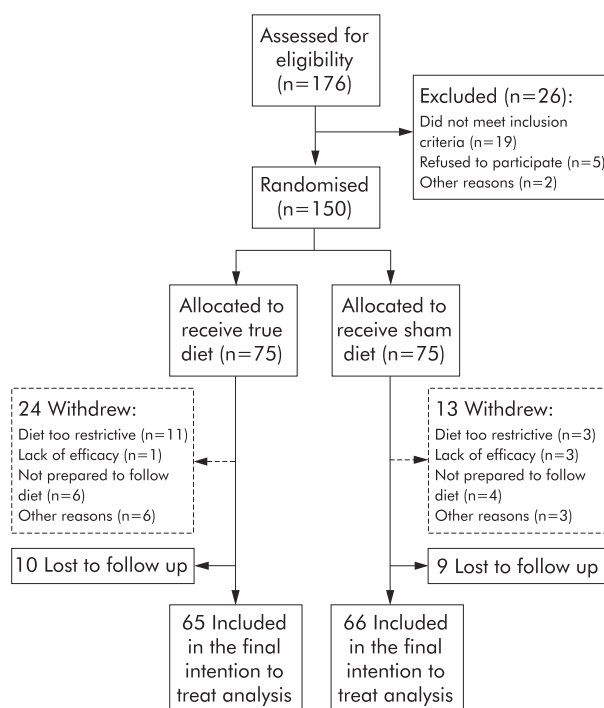 Assessed for
eligibility
(n=176)
Excluded (n=26):
Did not meet inclusion
criteria (n=19)
Refused to participate (n=5)
Other reasons (n=2)
Randomised
(n=150)
Allocated to
receive true
diet (n=75)
Allocated to
receive sham
diet (n=75)
24 Withdrew:
Diet too restrictive (n=11)
Lack of efficacy (n=1)
Not prepared to follow
diet (n=6)
Other reasons (n=6)
13 Withdrew:
Diet too restrictive (n=3)
Lack of efficacy (n=3)
Not prepared to follow
diet (n=4)
Other reasons (n=3)
10 Lost to follow up
9 Lost to follow up
65 Included
in the final
intention to
treat analysis
66 Included
in the final
intention to
treat analysis